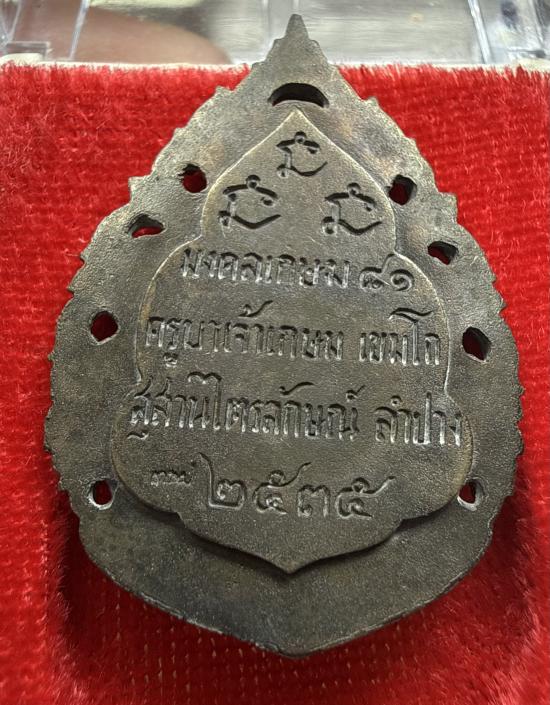 มงคลเกษม ๘๑
ครูบาเจ้าเกษม เขมโก
สุสานไตรลักษณ์ ลำปาง
๒๕๓๕